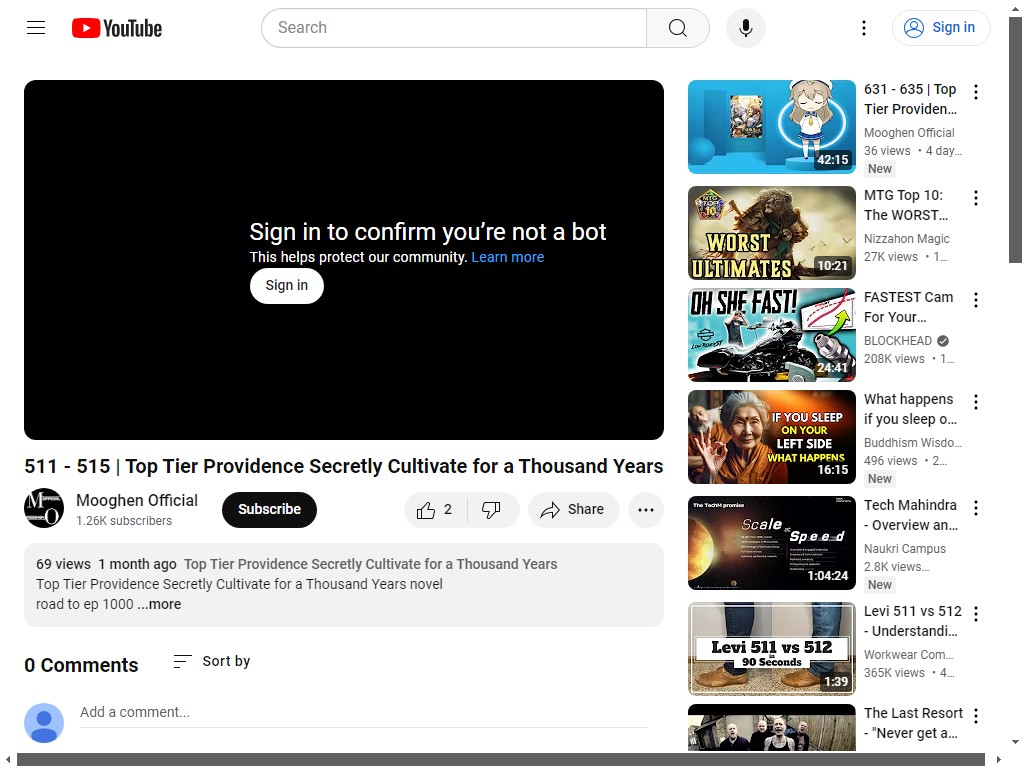 YouTube
Search
Sign in
Sign in to confirm you’re not a bot
This helps protect our community. Learn more
Sign in
511 - 515 | Top Tier Providence Secretly Cultivate for a Thousand Years
Mooghen Official
1.26K subscribers
Subscribe
2
Share
69 views 1 month ago Top Tier Providence Secretly Cultivate for a Thousand Years
Top Tier Providence Secretly Cultivate for a Thousand Years novel
road to ep 1000 ...more
0 Comments
Sort by
Add a comment...
42:15
631 - 635 | Top
Tier Providen...
Mooghen Official
36 views • 4 day...
New
MTG TOP 10
WORST
ULTIMATES
10:21
MTG Top 10:
The WORST...
Nizzahon Magic
27K views • 1...
OH SHE FAST!
24:41
FASTEST Cam
For Your...
BLOCKHEAD
208K views • 1...
IF YOU SLEEP
ON YOUR
LEFT SIDE
WHAT HAPPENS
16:15
What happens
if you sleep o...
Buddhism Wisdo...
496 views • 2...
New
The TechM promise
Scale at
Speed
1:04:24
Tech Mahindra
- Overview an...
Naukri Campus
2.8K views...
New
Levi 511 vs 512
in
90 Seconds
1:39
Levi 511 vs 512
- Understandi...
Workwear Com...
365K views • 4...
The Last Resort
- "Never get a...